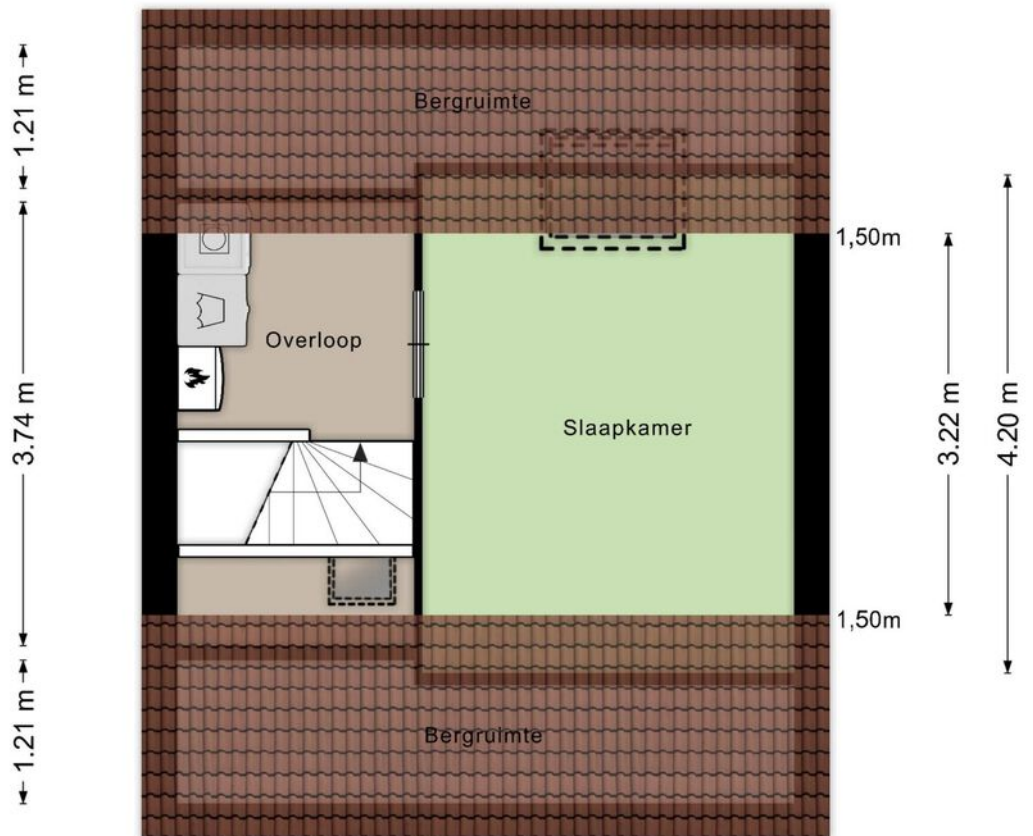 Bergruimte
1.21 m
1,50m
Overloop
3.74 m
Slaapkamer
3.22 m
4.20 m
1,50m
Bergruimte
1.21 m